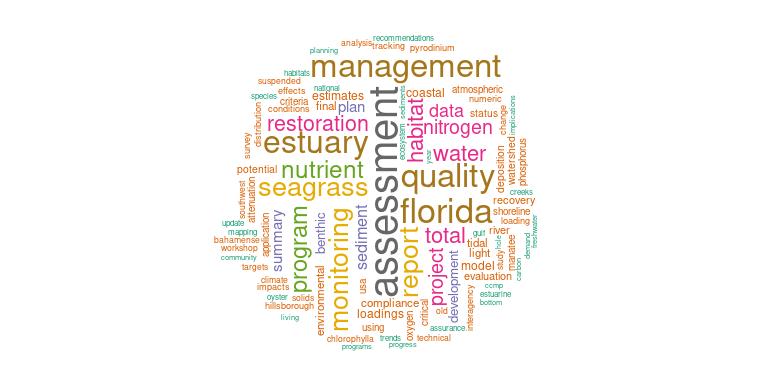 recommendations
analysis
tracking
pyrodinium
planning
management
habitats
national
suspended
effects
species
estimates
criteria
final
plan
conditions
distribution
restoration
estuary
survey
nutrient
potential
seagrass
assessment
sediments
coastal
atmospheric
numeric
habitat
data
status
change
implications
nitrogen
ecosystem
year
water
watershed
phosphorus
deposition
quality
creeks
recovery
florida
shoreline
loading
freshwater
southwest
attenuation
update
mapping
bahamense
workshop
community
application
summary
targets
program
benthic
monitoring
sediment
report
total
gulf
river
tidal
hole
light
study
manatee
demand
carbon
project
model
evaluation
development
ccmp
estuarine
bottom
interagency
climate
impacts
oyster
solids
hillsborough
living
environmental
usa
compliance
loadings
using
critical
old
oxygen
assurance
technical
chlorophylla
trends
programs
progress